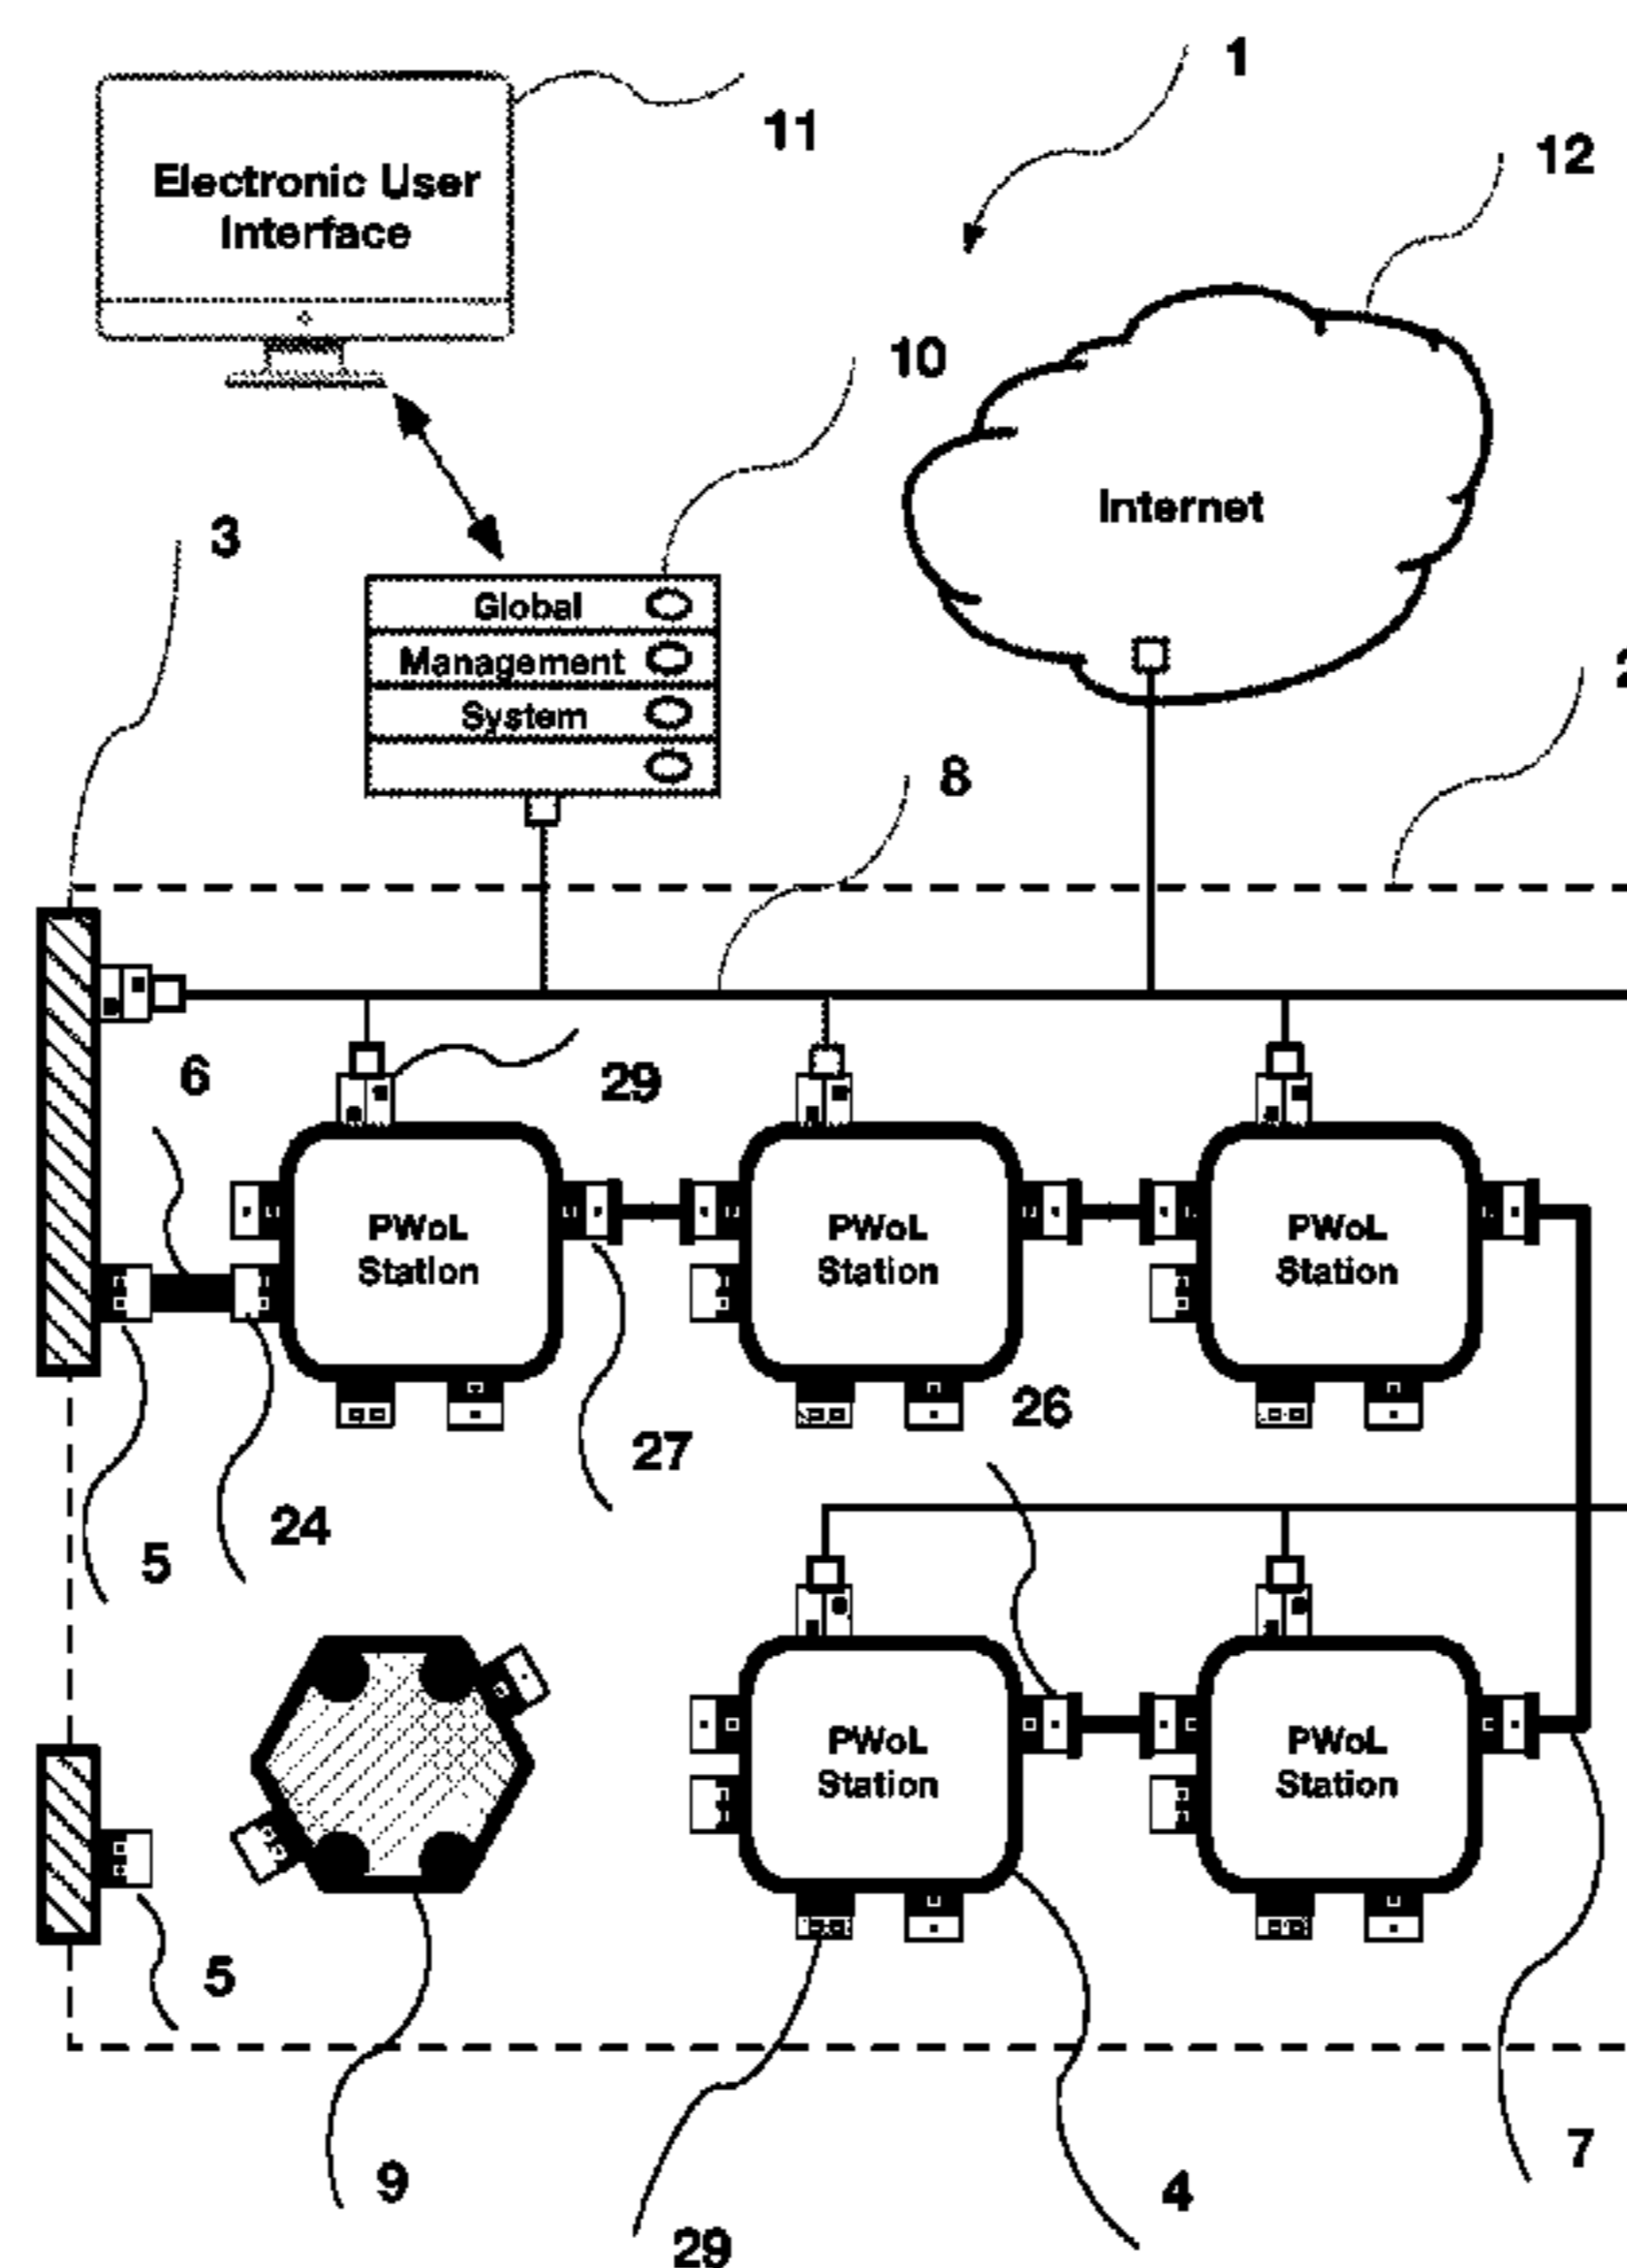 1
11
12
Electronic User
Interface
10
Internet
3
Global
2
Management
System
8
6
29
PWoL
Station
PWoL
Station
PWoL
Station
26
27
24
5
PWoL
Station
PWoL
Station
5
7
9
4
29